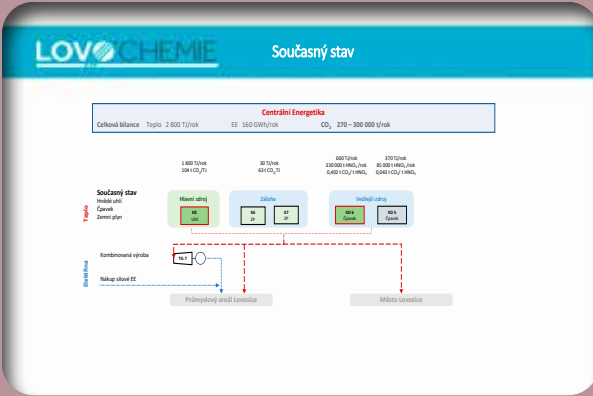 LOVOCHEMIE
Současný stav
Centrální Energetika
Celková bilance Teplo 2 800 TJ/rok EE 160 GWh/rok CO2 270 – 300 000 t/rok
1 800 TJ/rok
104 t CO2/TJ
30 TJ/rok
63 t CO2/TJ
600 TJ/rok
330 000 t HNO3/rok
0,402 t CO2/ t HNO3
370 TJ/rok
85 000 t HNO3/rok
0,043 t CO2/ t HNO3
Teplo
Současný stav
Hnědé uhlí
Čpavek
Zemní plyn
Hlavní zdroj
K8
Uhlí
Záloha
K6
ZP
K7
ZP
Vedlejší zdroj
KD 6
Čpavek
KD 5
Čpavek
Elektřina
Kombinovaná výroba
TG 7
Nákup silové EE
Průmyslový areál Lovosice
Město Lovosice